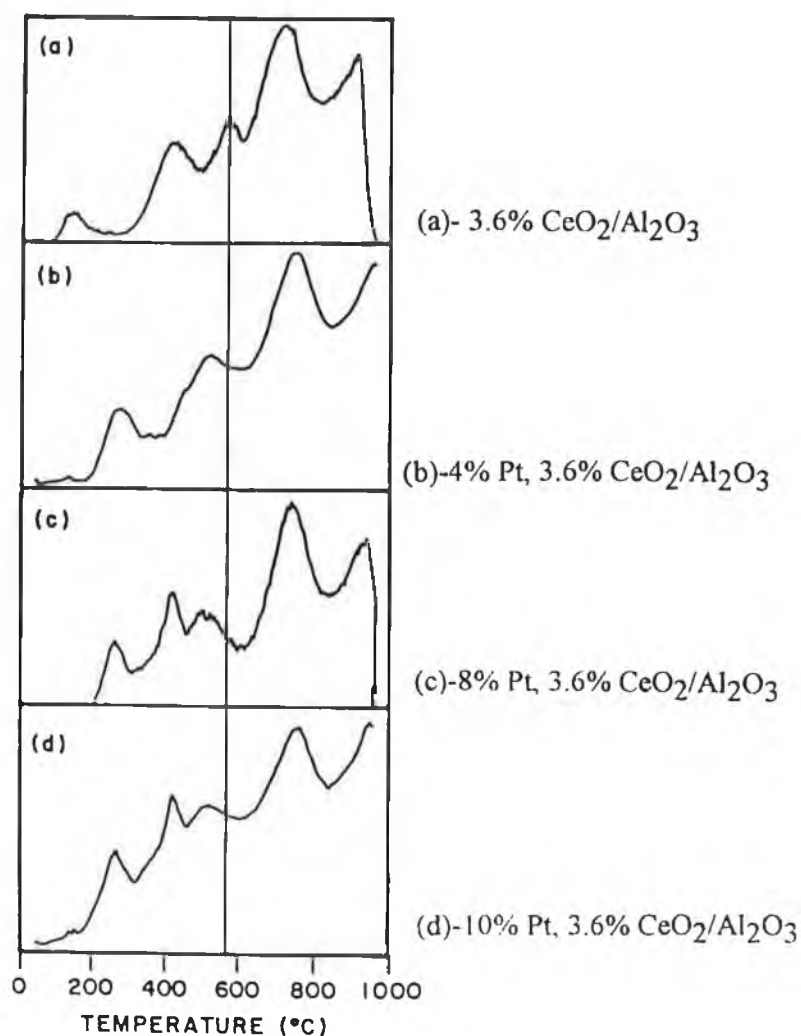 (a)
(a)- 3.6% CeO2/Al2O3
(b)
(b)-4% Pt, 3.6% CeO2/Al2O3
(c)
(c)-8% Pt, 3.6% CeO2/Al2O3
(d)
(d)-10% Pt, 3.6% CeO2/Al2O3
0 200 400 600 800 1000
TEMPERATURE (°C)